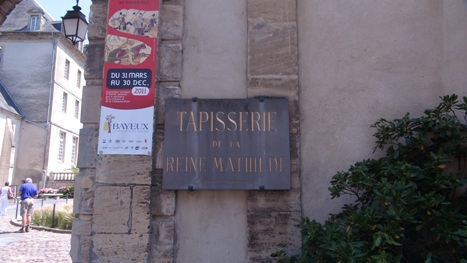 DU 31 MARS
AU 30 DEC.
2011
BAYEUX
TAPISSERIE
DE LA
REINE MATHILDE